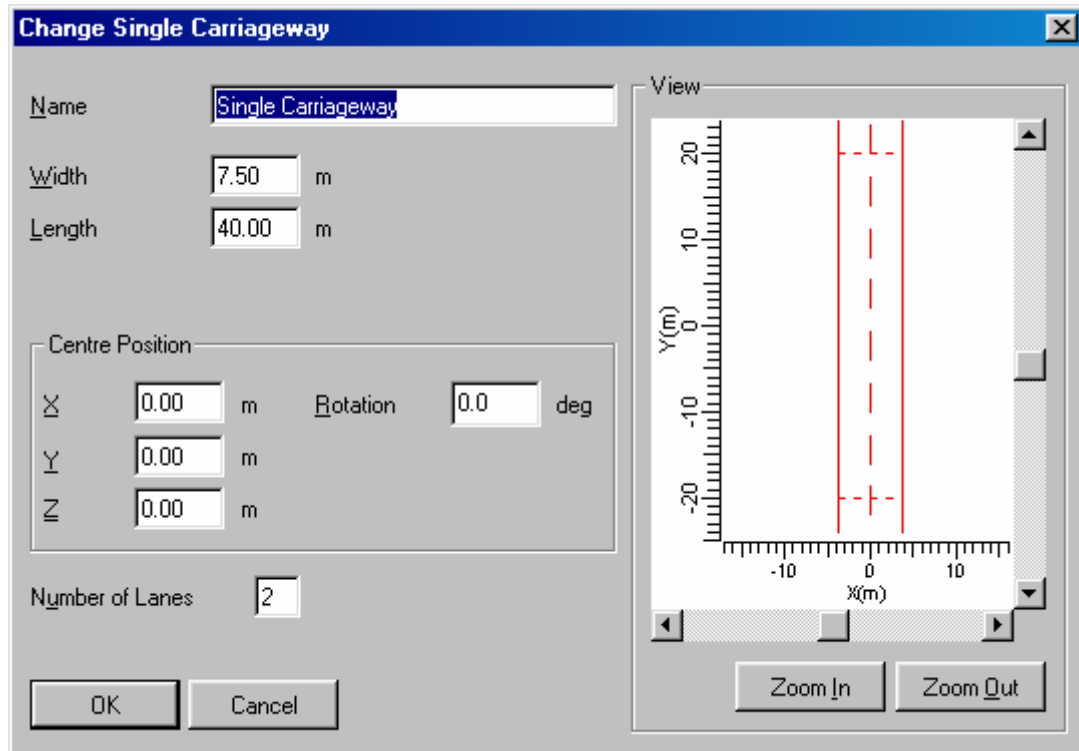 Change Single Carriageway
Name
Single Carriageway
Width
7.50
m
Length
40.00
m
Centre Position
X
0.00
m
Rotation
0.0
deg
Y
0.00
m
Z
0.00
m
Number of Lanes
2
OK
Cancel
View
Y(m)
20
10
0
-10
-20
-10
0
10
X(m)
Zoom In
Zoom Out